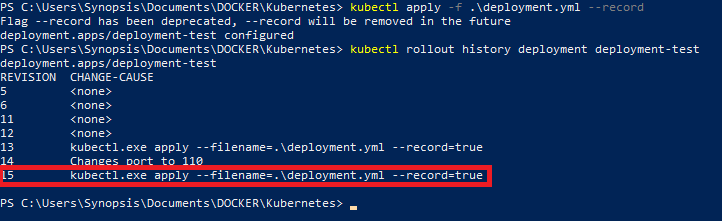 PS C:\Users\Synopsis\Documents\DOCKER\Kubernetes> kubectl apply -f .\deployment.yml --record
Flag --record has been deprecated, --record will be removed in the future
deployment.apps/deployment-test configured
PS C:\Users\Synopsis\Documents\DOCKER\Kubernetes> kubectl rollout history deployment deployment-test
deployment.apps/deployment-test
REVISION  CHANGE-CAUSE
5         <none>
6         <none>
11        <none>
12        <none>
13        kubectl.exe apply --filename=.\deployment.yml --record=true
14        Changes port to 110
15        kubectl.exe apply --filename=.\deployment.yml --record=true
PS C:\Users\Synopsis\Documents\DOCKER\Kubernetes>